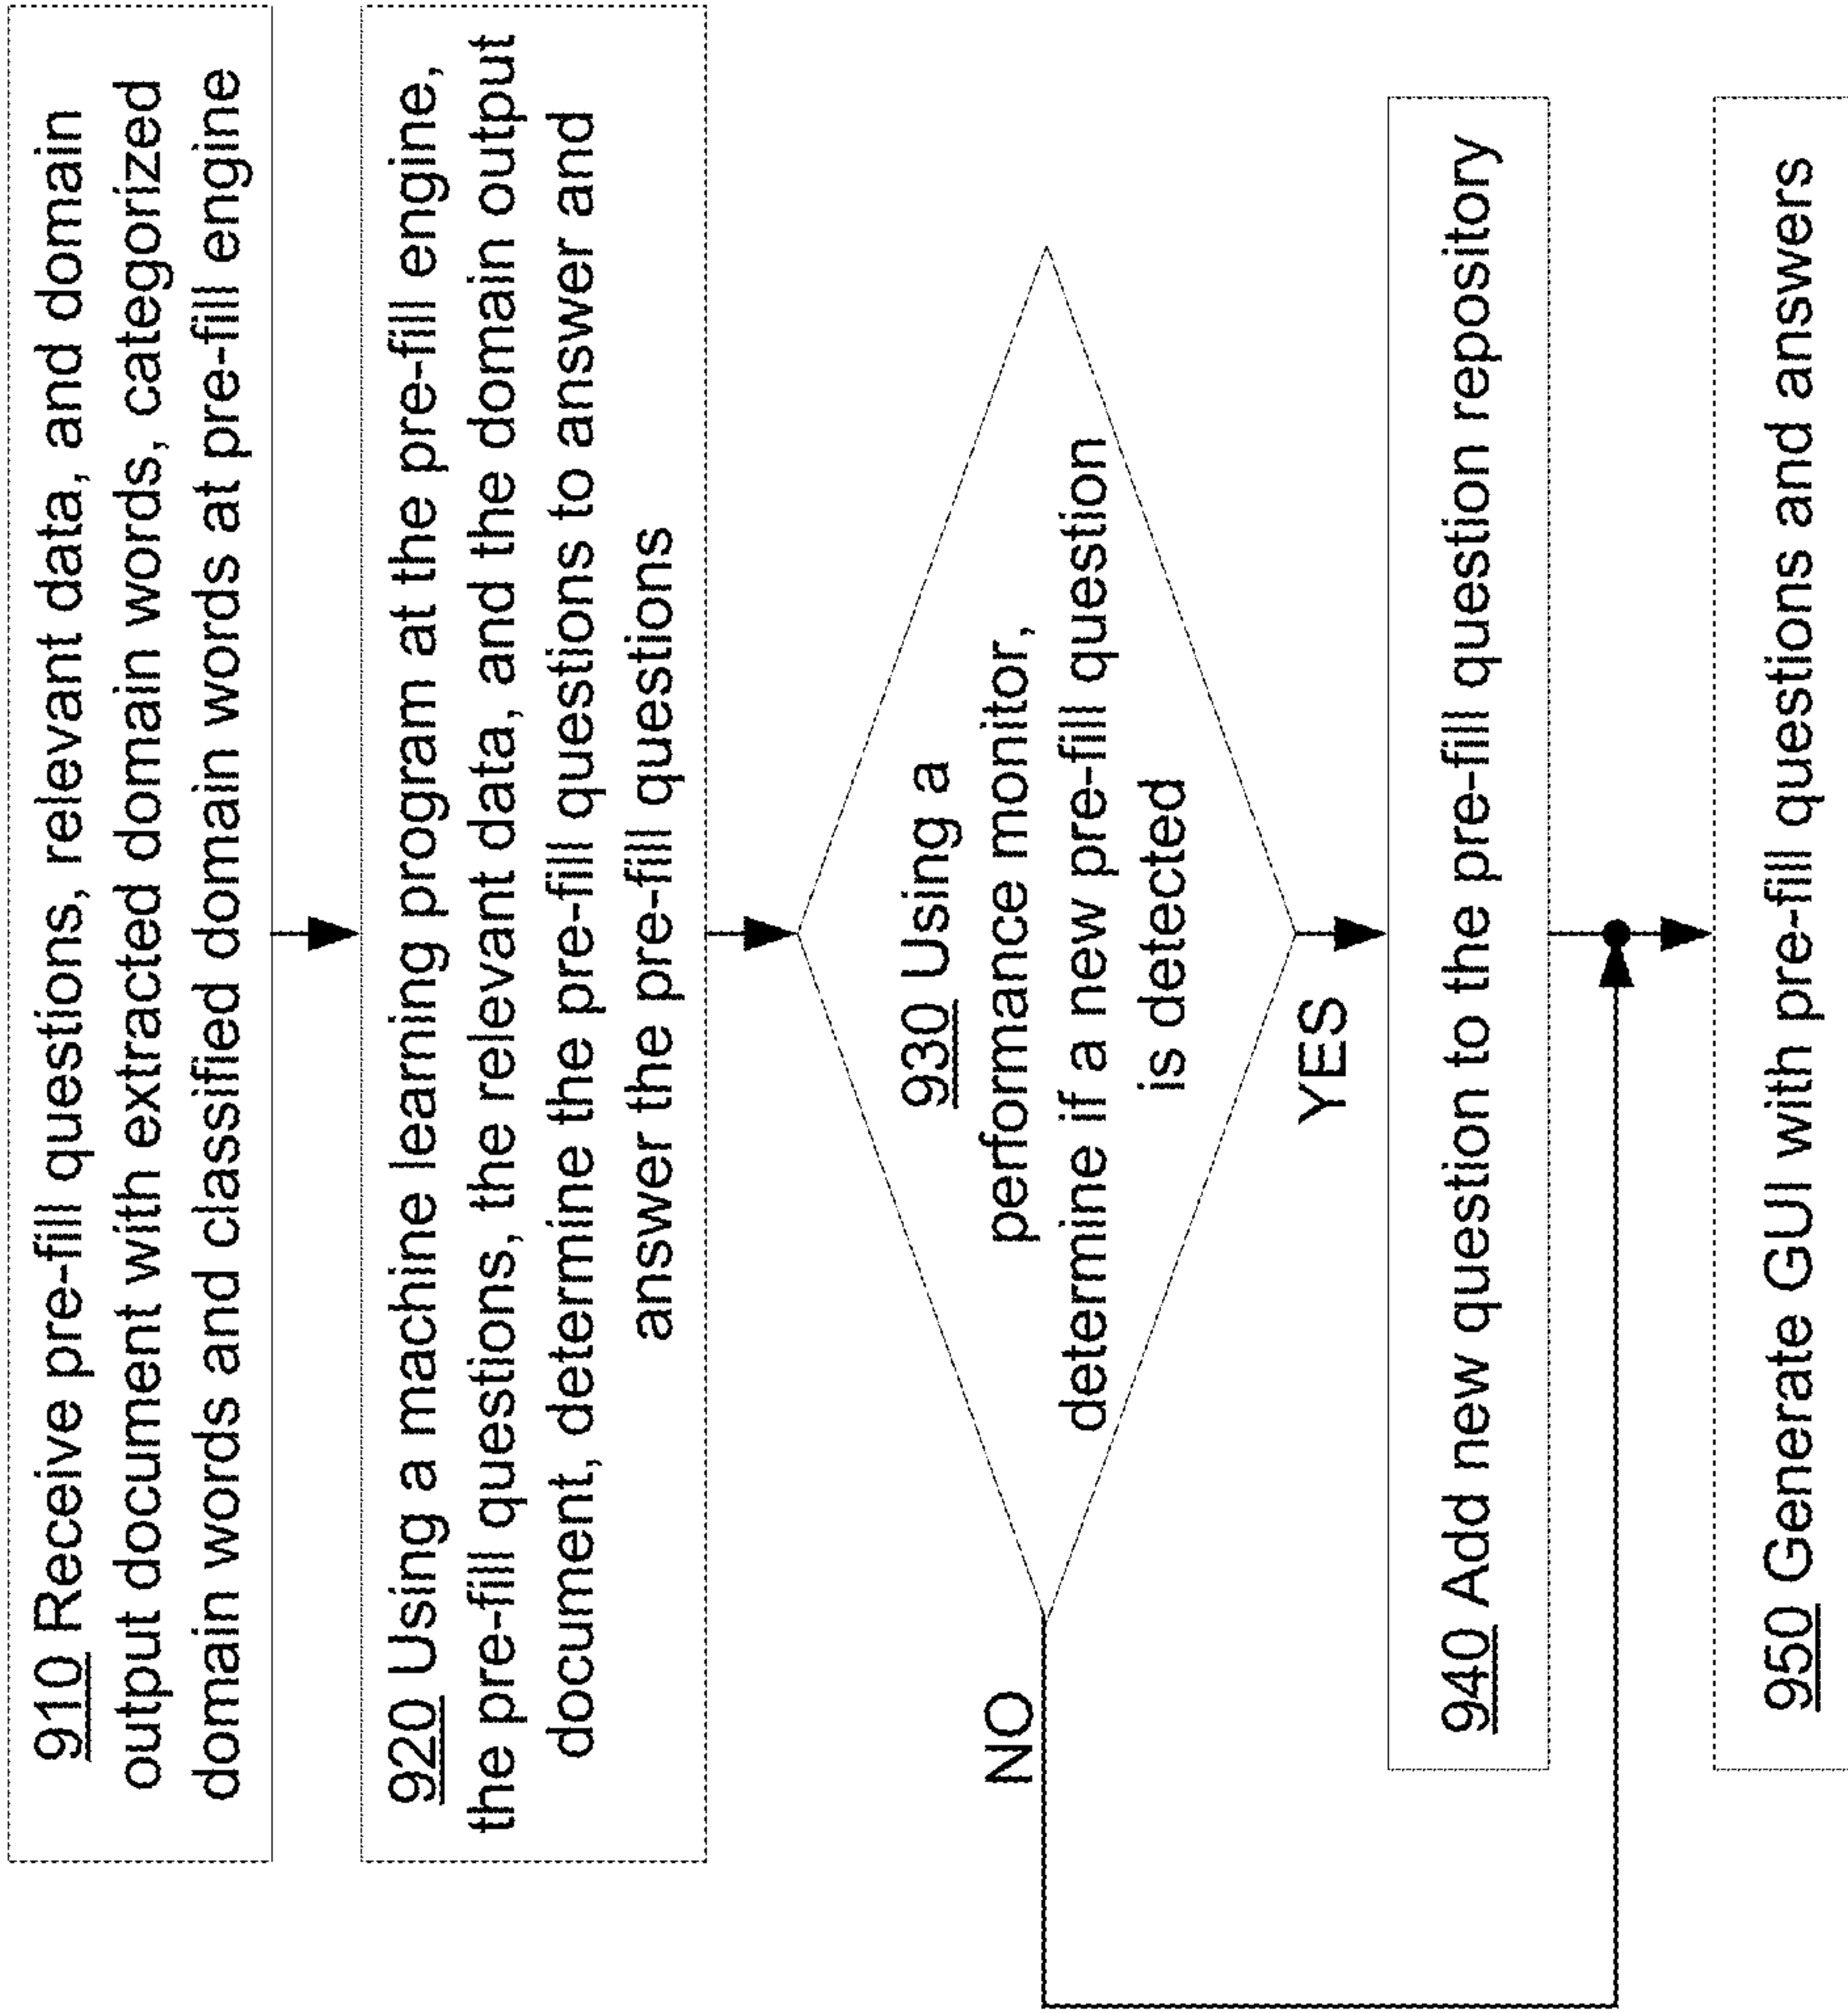 910 Receive pre-fill questions, relevant data, and domain
output document with extracted domain words, categorized
domain words and classified domain words at pre-fill engine
920 Using a machine learning program at the pre-fill engine,
the pre-fill questions, the relevant data, and the domain output
document, determine the pre-fill questions to answer and
answer the pre-fill questions
930 Using a
performance monitor,
determine if a new pre-fill question
is detected
NO
YES
940 Add new question to the pre-fill question repository
950 Generate GUI with pre-fill questions and answers